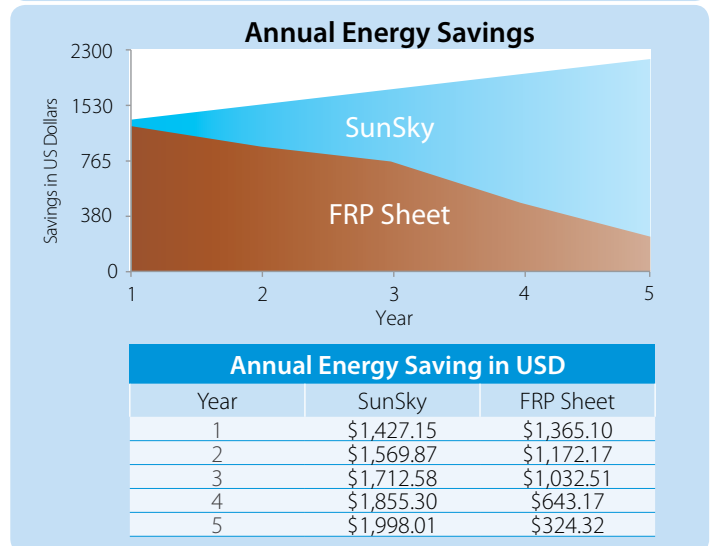 Annual Energy Savings
2300
1530
765
380
0
Savings in US Dollars
SunSky
FRP Sheet
1 2 3 4 5
Year
Annual Energy Saving in USD
Year SunSky FRP Sheet
1 $1,427.15 $1,365.10
2 $1,569.87 $1,172.17
3 $1,712.58 $1,032.51
4 $1,855.30 $643.17
5 $1,998.01 $324.32